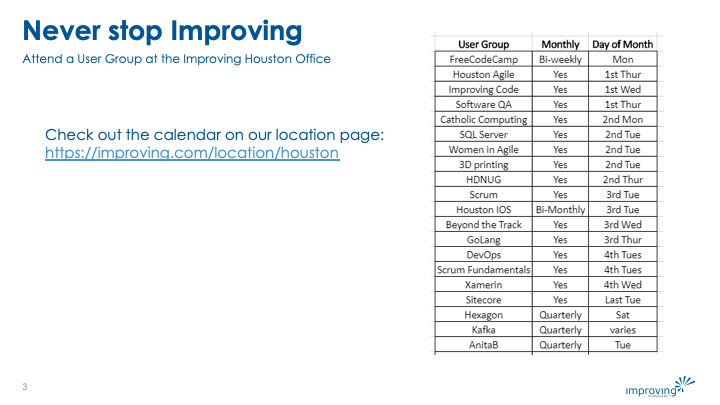 Never stop Improving
Attend a User Group at the Improving Houston Office
Check out the calendar on our location page:
https://improving.com/location/houston
User Group Monthly Day of Month
FreeCodeCamp Bi-weekly Mon
Houston Agile Yes 1st Thur
Improving Code Yes 1st Wed
Software QA Yes 1st Thur
Catholic Computing Yes 2nd Mon
SQL Server Yes 2nd Tue
Women in Agile Yes 2nd Tue
3D printing Yes 2nd Tue
HDNUG Yes 2nd Thur
Scrum Yes 3rd Tue
Houston IOS Bi-Monthly 3rd Tue
Beyond the Track Yes 3rd Wed
GoLang Yes 3rd Thur
DevOps Yes 4th Tues
Scrum Fundamentals Yes 4th Tues
Xamerin Yes 4th Wed
Sitecore Yes Last Tue
Hexagon Quarterly Sat
Kafka Quarterly varies
AnitaB Quarterly Tue
3
improving